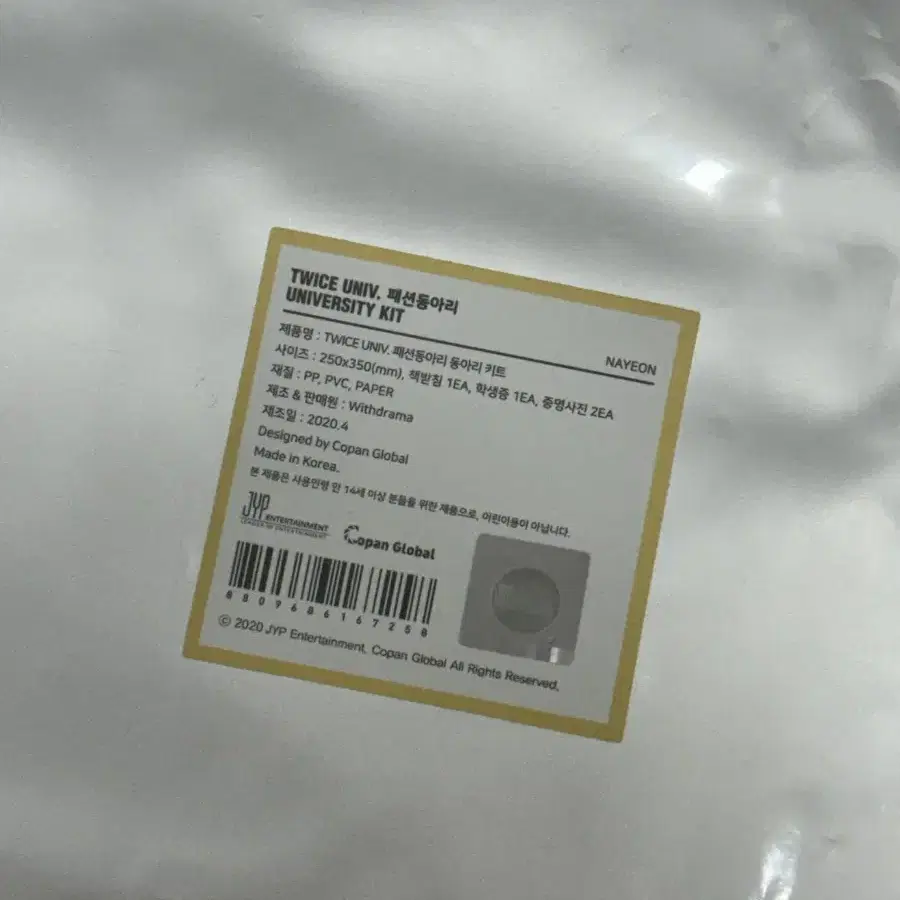 TWICE UNIV. 패션동아리
UNIVERSITY KIT
NAYEON
제품명 : TWICE UNIV. 패션동아리 동아리 키트
사이즈 : 250x350(mm), 책받침 1EA, 학생증 1EA, 증명사진 2EA
재질 : PP, PVC, PAPER
제조 & 판매원 : Withdrama
제조일 : 2020.4
Designed by Copan Global
Made in Korea.
본 제품은 사용연령 만 14세 이상 분들을 위한 제품으로, 어린이용이 아닙니다.
JYP ENTERTAINMENT
LEADER IN ENTERTAINMENT
Copan Global
8809686167258
© 2020 JYP Entertainment. Copan Global All Rights Reserved.